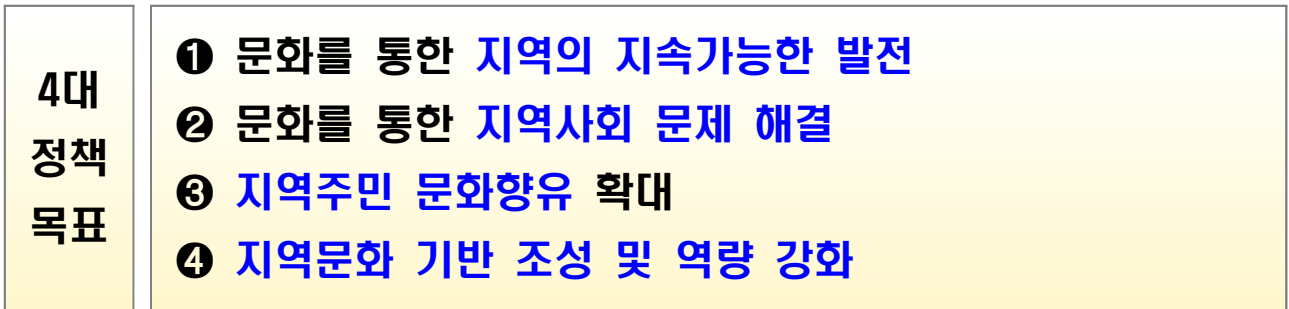 4대
정책
목표
❶ 문화를 통한 지역의 지속가능한 발전
❷ 문화를 통한 지역사회 문제 해결
❸ 지역주민 문화향유 확대
❹ 지역문화 기반 조성 및 역량 강화